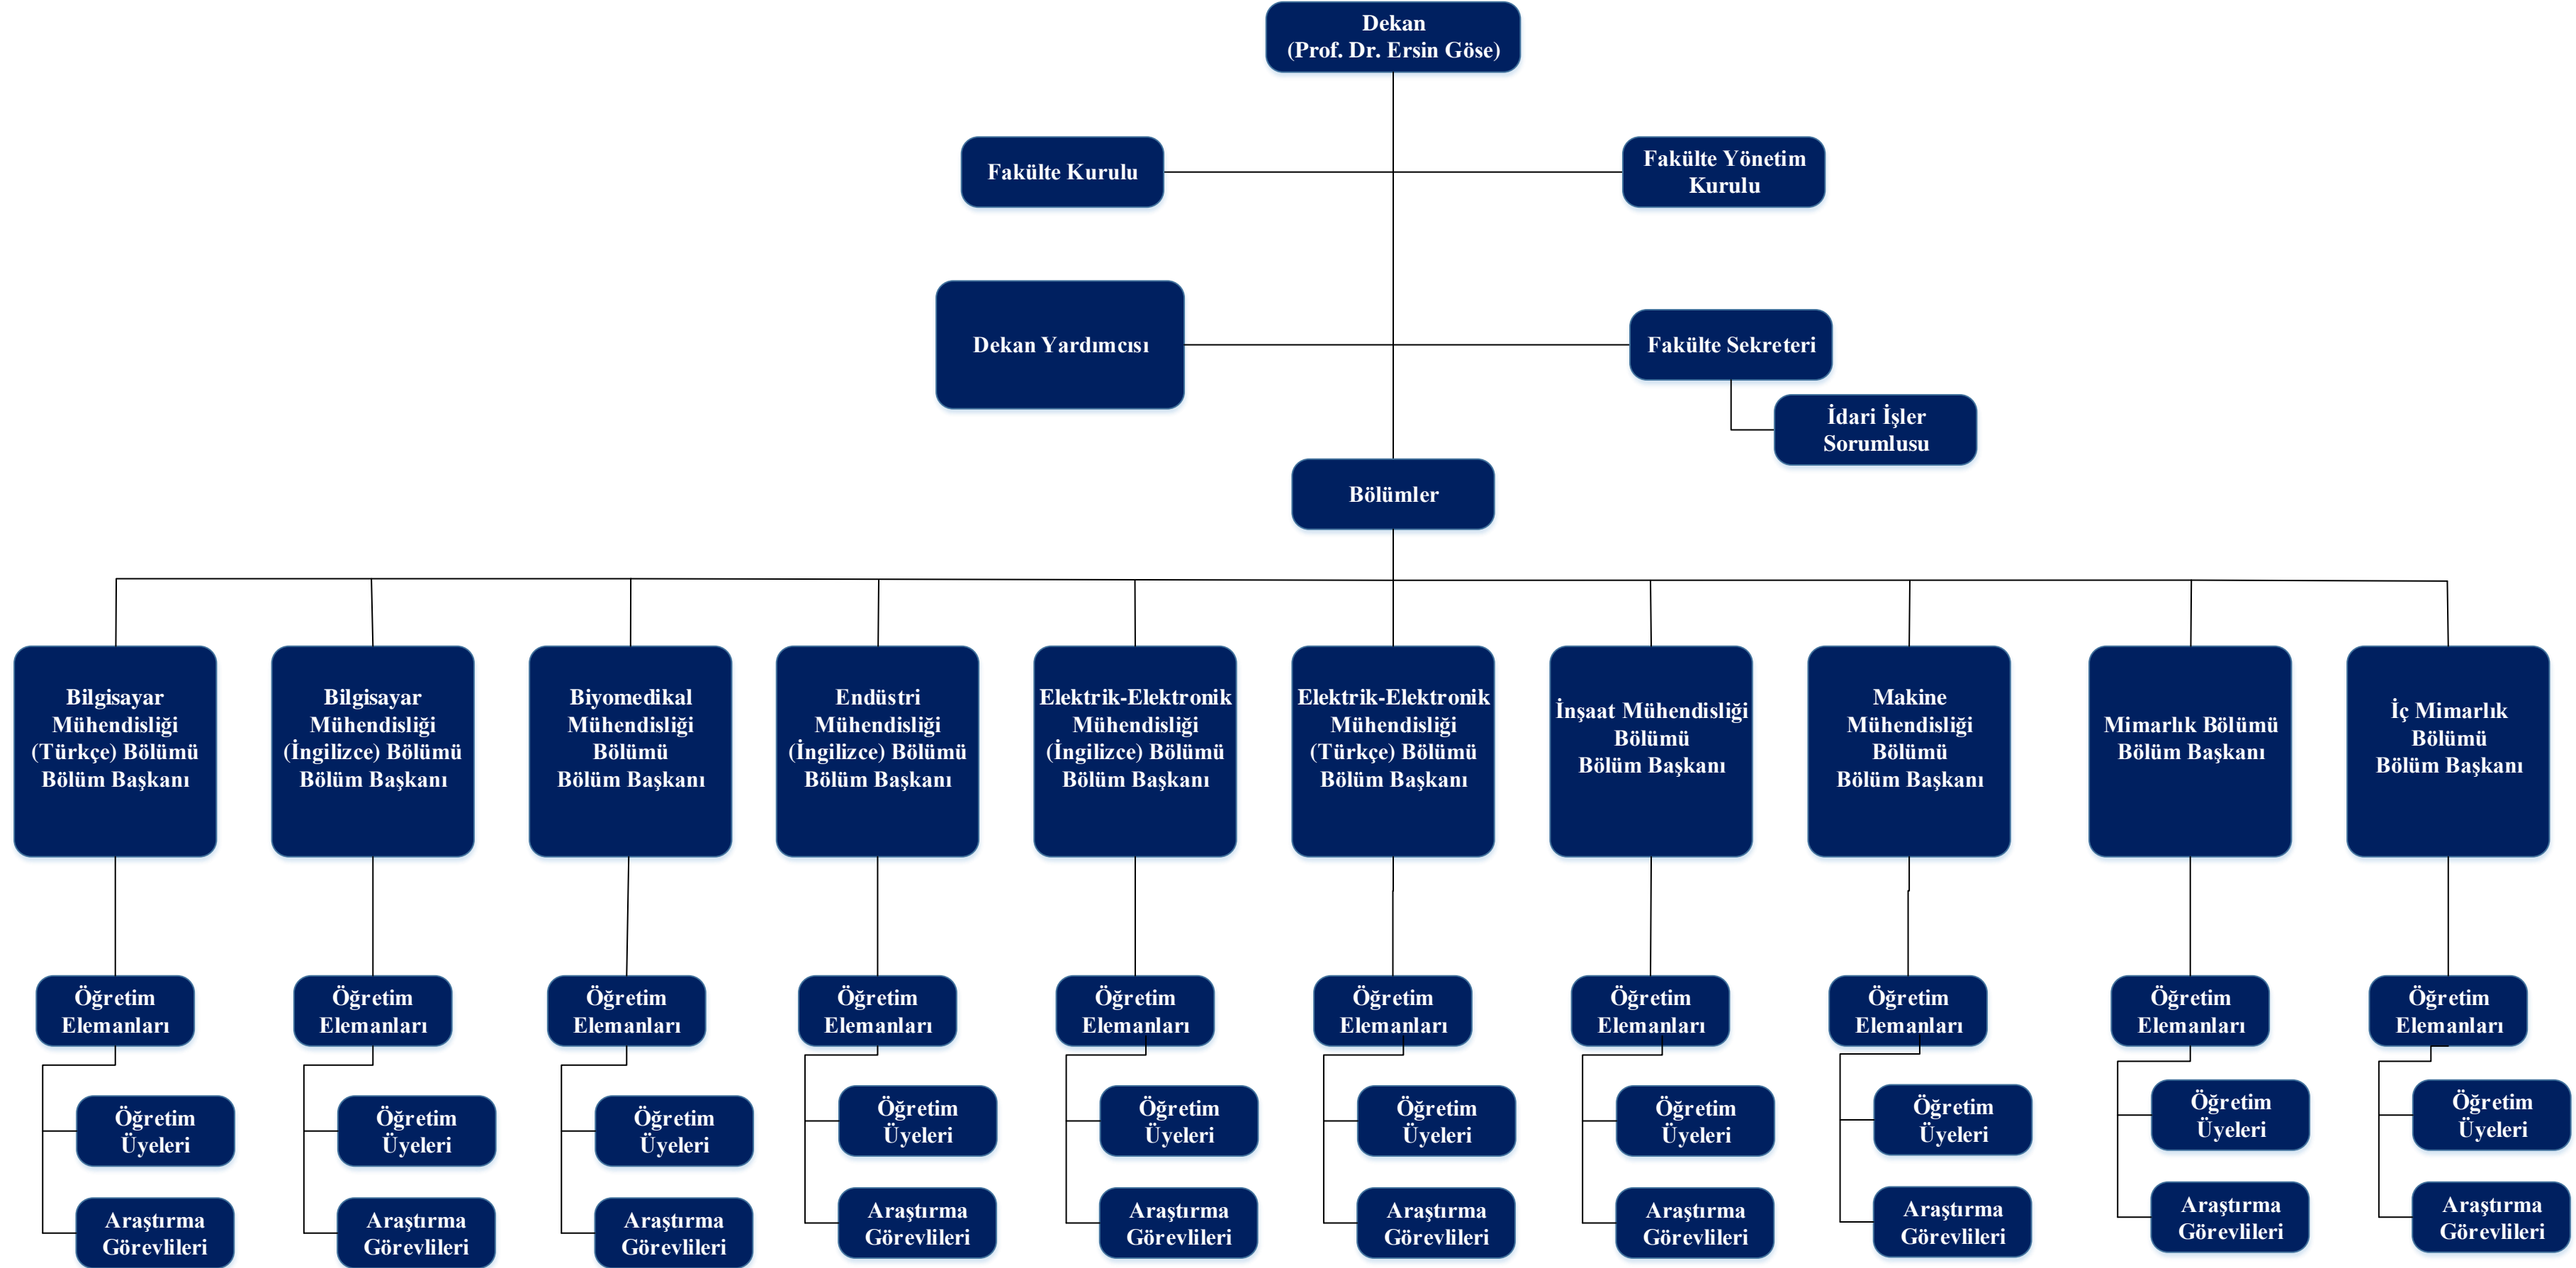 Dekan
(Prof. Dr. Ersin Göse)
Fakülte Kurulu
Fakülte Yönetim
Kurulu
Dekan Yardımcısı
Fakülte Sekreteri
İdari İşler
Sorumlusu
Bölümler
Bilgisayar
Mühendisliği
(Türkçe) Bölümü
Bölüm Başkanı
Bilgisayar
Mühendisliği
(İngilizce) Bölümü
Bölüm Başkanı
Biyomedikal
Mühendisliği
Bölümü
Bölüm Başkanı
Endüstri
Mühendisliği
(İngilizce) Bölümü
Bölüm Başkanı
Elektrik-Elektronik
Mühendisliği
(İngilizce) Bölümü
Bölüm Başkanı
Elektrik-Elektronik
Mühendisliği
(Türkçe) Bölümü
Bölüm Başkanı
İnşaat Mühendisliği
Bölümü
Bölüm Başkanı
Makine
Mühendisliği
Bölümü
Bölüm Başkanı
Mimarlık Bölümü
Bölüm Başkanı
İç Mimarlık
Bölümü
Bölüm Başkanı
Öğretim
Elemanları
Öğretim
Elemanları
Öğretim
Elemanları
Öğretim
Elemanları
Öğretim
Elemanları
Öğretim
Elemanları
Öğretim
Elemanları
Öğretim
Elemanları
Öğretim
Elemanları
Öğretim
Elemanları
Öğretim
Üyeleri
Öğretim
Üyeleri
Öğretim
Üyeleri
Öğretim
Üyeleri
Öğretim
Üyeleri
Öğretim
Üyeleri
Öğretim
Üyeleri
Öğretim
Üyeleri
Öğretim
Üyeleri
Öğretim
Üyeleri
Araştırma
Görevlileri
Araştırma
Görevlileri
Araştırma
Görevlileri
Araştırma
Görevlileri
Araştırma
Görevlileri
Araştırma
Görevlileri
Araştırma
Görevlileri
Araştırma
Görevlileri
Araştırma
Görevlileri
Araştırma
Görevlileri